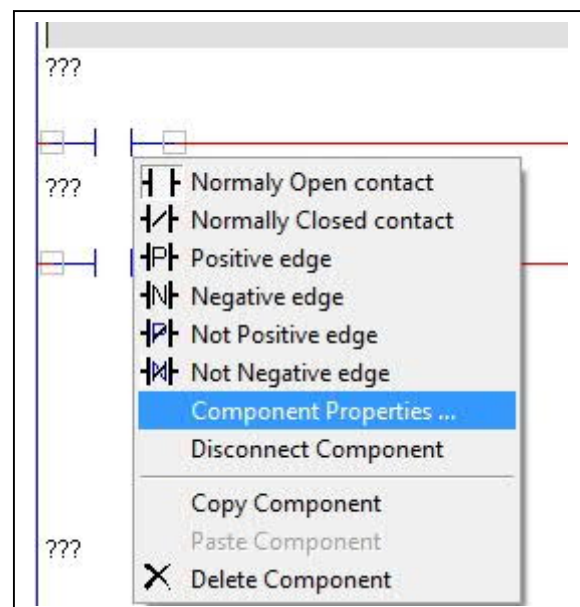 ???
???
Normaly Open contact
Normally Closed contact
P Positive edge
N Negative edge
P Not Positive edge
N Not Negative edge
Component Properties ...
Disconnect Component
Copy Component
???
Paste Component
Delete Component